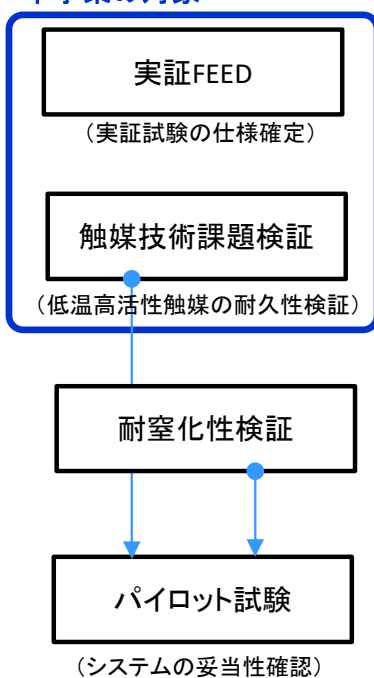 実証FEED
（実証試験の仕様確定）
触媒技術課題検証
（低温高活性触媒の耐久性検証）
耐窒化性検証
パイロット試験
（システムの妥当性確認）